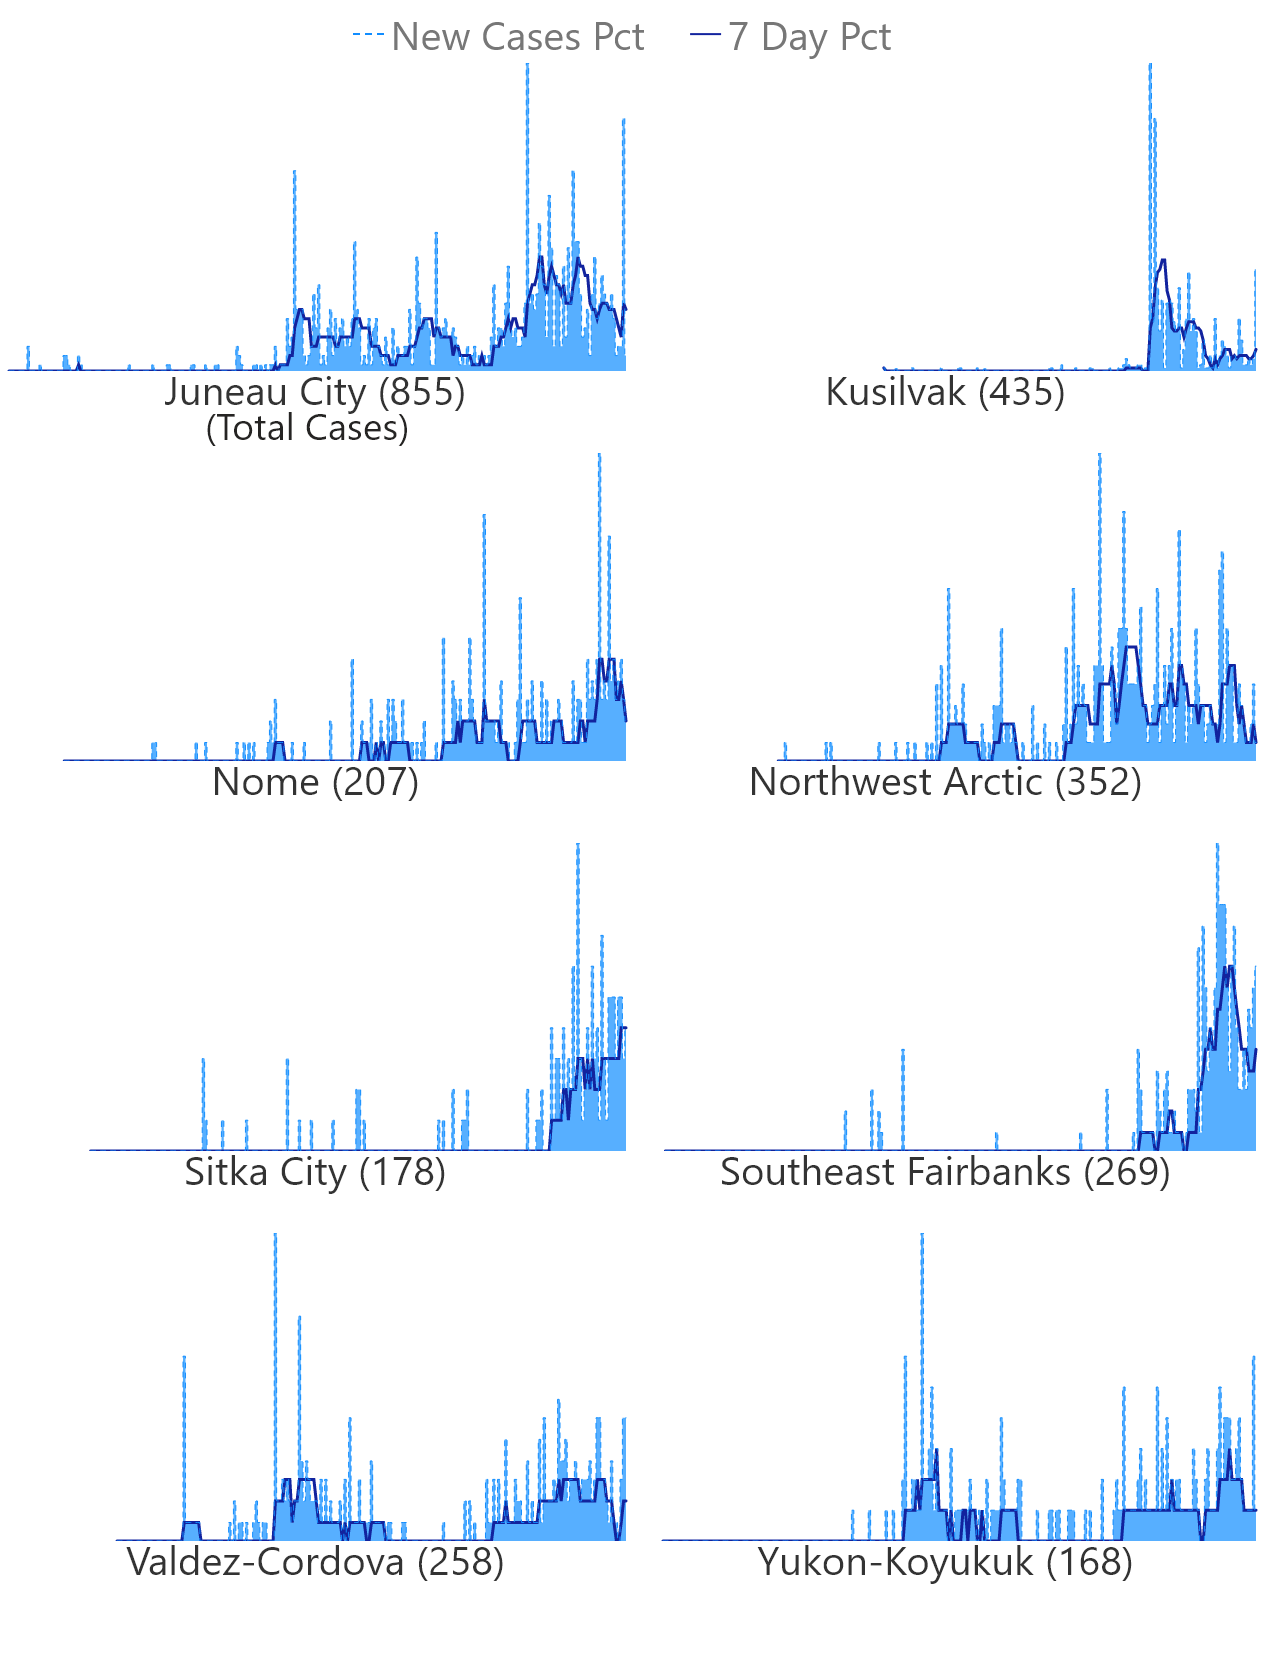 New Cases Pct 7 Day Pct
Juneau City (855)
(Total Cases)
Kusilvak (435)
Nome (207)
Northwest Arctic (352)
Sitka City (178)
Southeast Fairbanks (269)
Valdez-Cordova (258)
Yukon-Koyukuk (168)